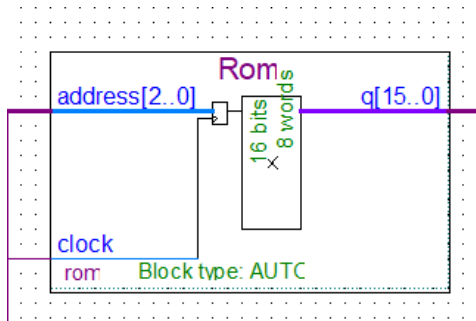 Rom
address[2..0]
q[15..0]
16 bits
8 words
clock
rom
Block type: AUTO